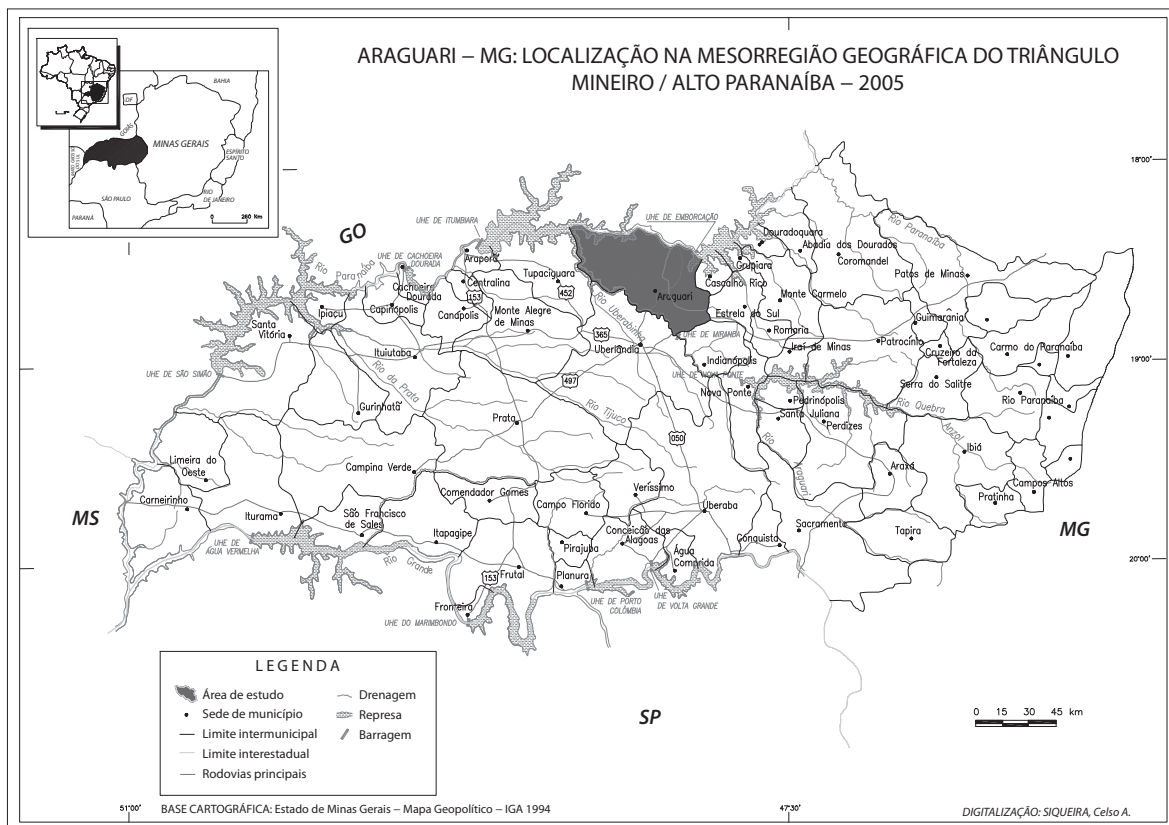 ARAGUARI – MG: LOCALIZAÇÃO NA MESORREGIÃO GEOGRÁFICA DO TRIÂNGULO
MINEIRO / ALTO PARANAÍBA – 2005
BAHIA
DF
GOIÁS
MINAS GERAIS
MATO GROSSO DO SUL
ESPÍRITO
SANTO
SÃO PAULO
RIO
DE JANEIRO
PARANÁ
0 260 Km
18°00'
GO
UHE DE ITUMBIARA
UHE DE EMBORCAÇÃO
UHE DE CACHOEIRA
DOURADA
Rio Paranaíba
Rio Paranaíba
Douradoquara
Abadia dos Dourados
Coromandel
Araporã
Grupiara
Tupaciguara
Cascalho Rico
Patos de Minas
Cachoeira
Dourada
Centralina
153
452
Araguari
Monte Carmelo
Ipiaçu
Capinópolis
Canápolis
Monte Alegre
de Minas
Rio Uberabinha
Estrela do Sul
Guimarânia
Santa
Vitória
365
UHE DE MIRANDA
Romaria
Ituiutaba
Uberlândia
Iraí de Minas
Patrocínio
Cruzeiro da
Fortaleza
Carmo do Paranaíba
19°00'
UHE DE SÃO SIMÃO
Indianópolis
UHE DE NOVA PONTE
497
Nova Ponte
Serra do Salitre
Rio da Prata
Gurinhatã
Prata
Rio Tijuco
Pedrinópolis
Santa Juliana
Perdizes
Rio Quebra
Anzol
Rio Paranaíba
050
Rio
Araguari
Ibiá
Limeira do
Oeste
Campina Verde
Araxá
Campos Altos
Carneirinho
Comendador Gomes
Veríssimo
Pratinha
MS
Iturama
São Francisco
de Sales
Campo Florido
Uberaba
Sacramento
MG
UHE DE
ÁGUA VERMELHA
Itapagipe
Conceição das
Alagoas
Conquista
Tapira
Pirajuba
Água
Comprida
20°00'
Rio Grande
153
Frutal
Planura
Fronteira
UHE DE PORTO
COLÔMBIA
UHE
DE VOLTA GRANDE
UHE DO MARIMBONDO
LEGENDA
Área de estudo
Sede de município
Limite intermunicipal
Limite interestadual
Rodovias principais
Drenagem
Represa
Barragem
SP
0 15 30 45 km
51°00'
BASE CARTOGRÁFICA: Estado de Minas Gerais – Mapa Geopolítico – IGA 1994
47°30'
DIGITALIZAÇÃO: SIQUEIRA, Celso A.